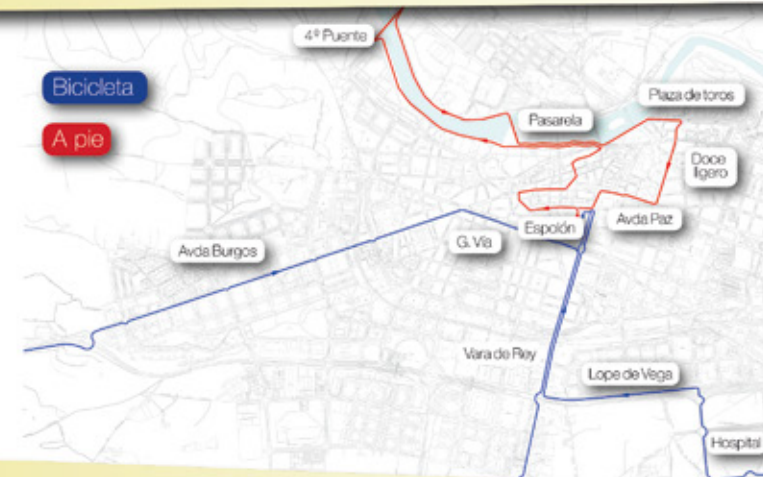 4º Puente
Bicicleta
Plaza de toros
Pasarela
A pie
Doce
ligero
Avda Paz
Espolón
G. Vía
Avda Burgos
Vara de Rey
Lope de Vega
Hospital